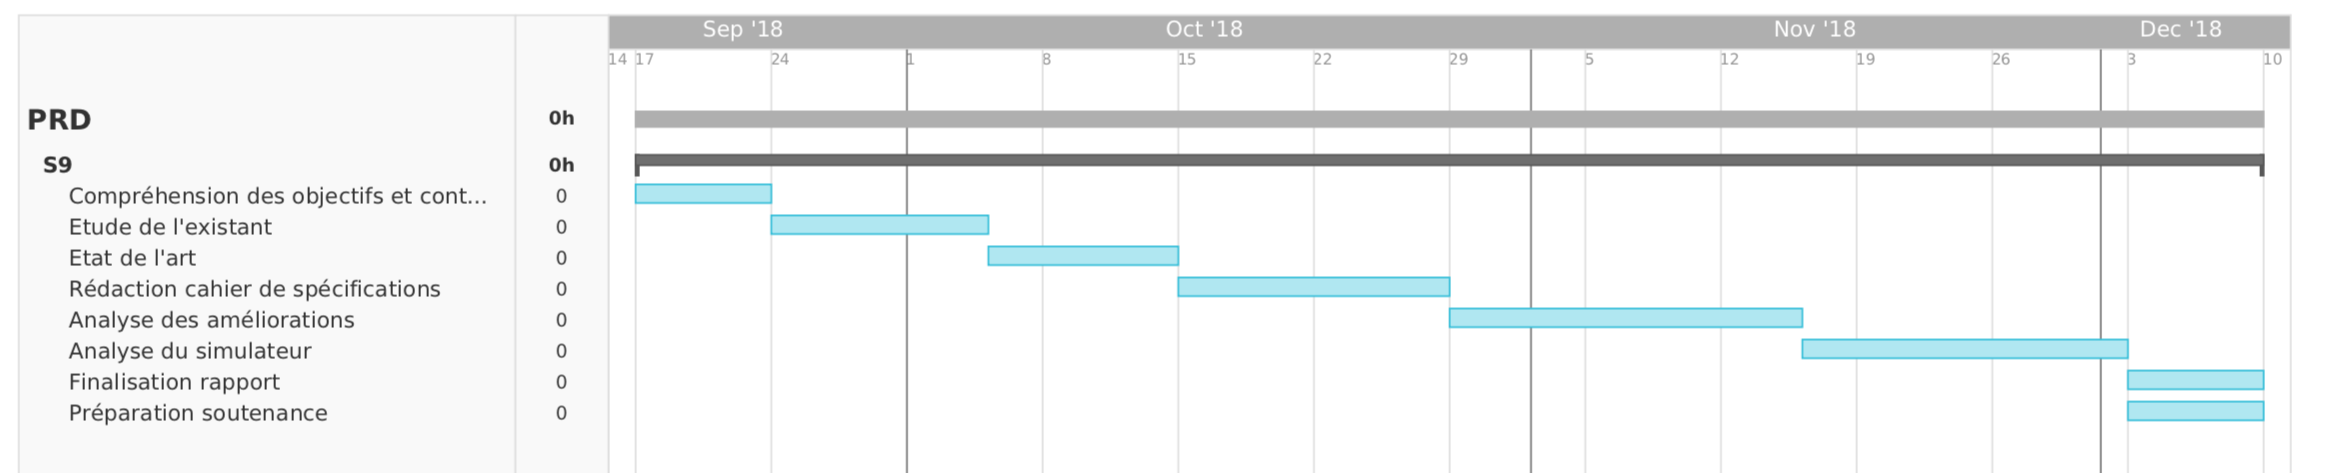 Sep '18 Oct '18 Nov '18 Dec '18
14 17 24 1 8 15 22 29 5 12 19 26 3 10
PRD 0h
S9 0h
Compréhension des objectifs et cont... 0
Etude de l'existant 0
Etat de l'art 0
Rédaction cahier de spécifications 0
Analyse des améliorations 0
Analyse du simulateur 0
Finalisation rapport 0
Préparation soutenance 0